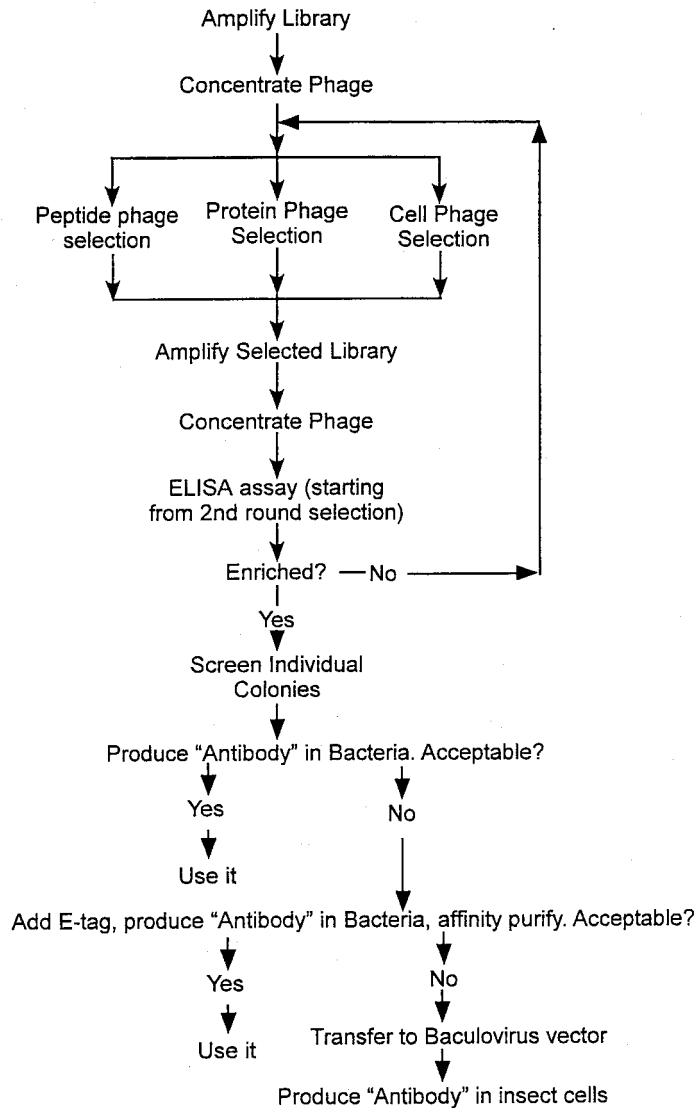 Amplify Library
Concentrate Phage
Peptide phage
selection
Protein Phage
Selection
Cell Phage
Selection
Amplify Selected Library
Concentrate Phage
ELISA assay (starting
from 2nd round selection)
Enriched? — No
Yes
Screen Individual
Colonies
Produce “Antibody” in Bacteria. Acceptable?
Yes
No
Use it
Add E-tag, produce “Antibody” in Bacteria, affinity purify. Acceptable?
Yes
No
Use it
Transfer to Baculovirus vector
Produce “Antibody” in insect cells